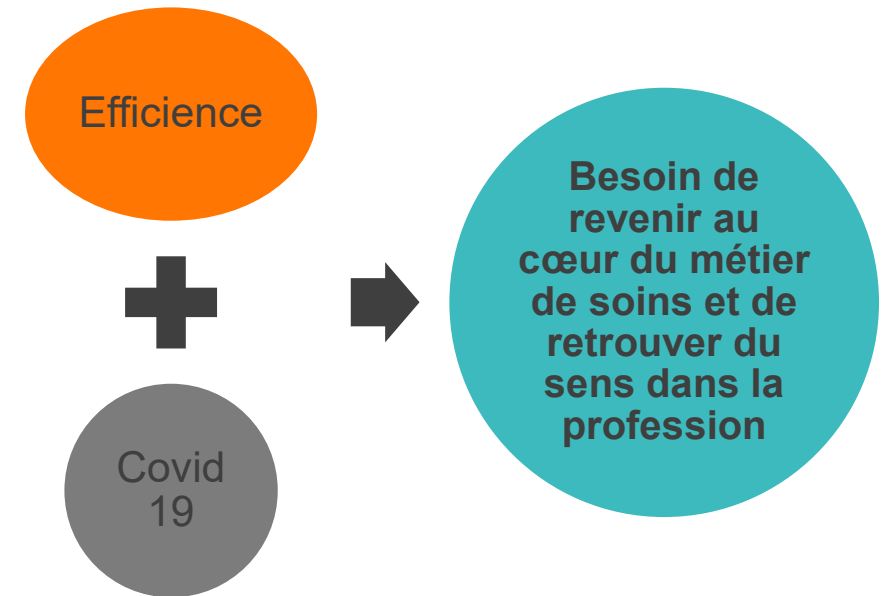 Efficience
Covid
19
Besoin de
revenir au
cœur du métier
de soins et de
retrouver du
sens dans la
profession